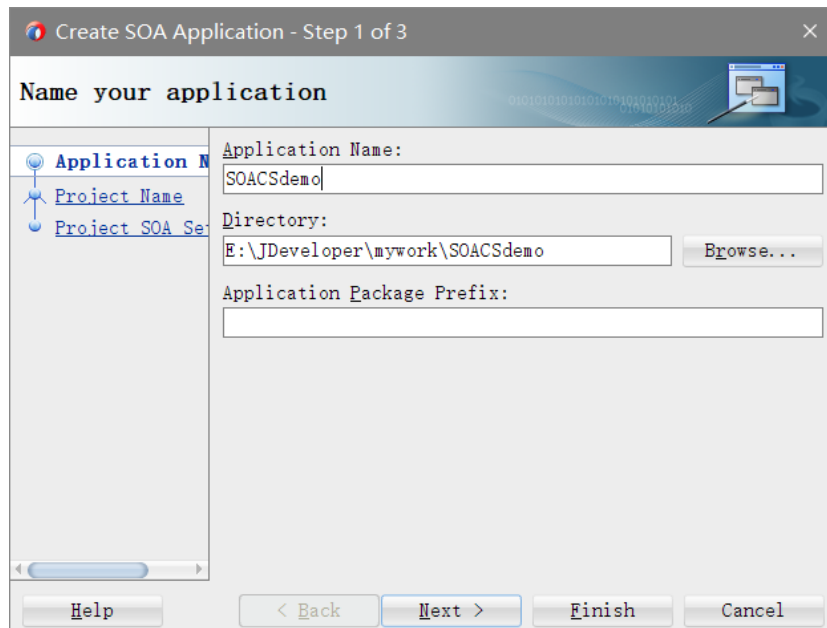 Create SOA Application - Step 1 of 3
Name your application
Application N
Project Name
Project SOA Se
Application Name:
SOACSdemo
Directory:
E:\JDeveloper\mywork\SOACSdemo
Browse...
Application Package Prefix:
Help
< Back
Next >
Finish
Cancel